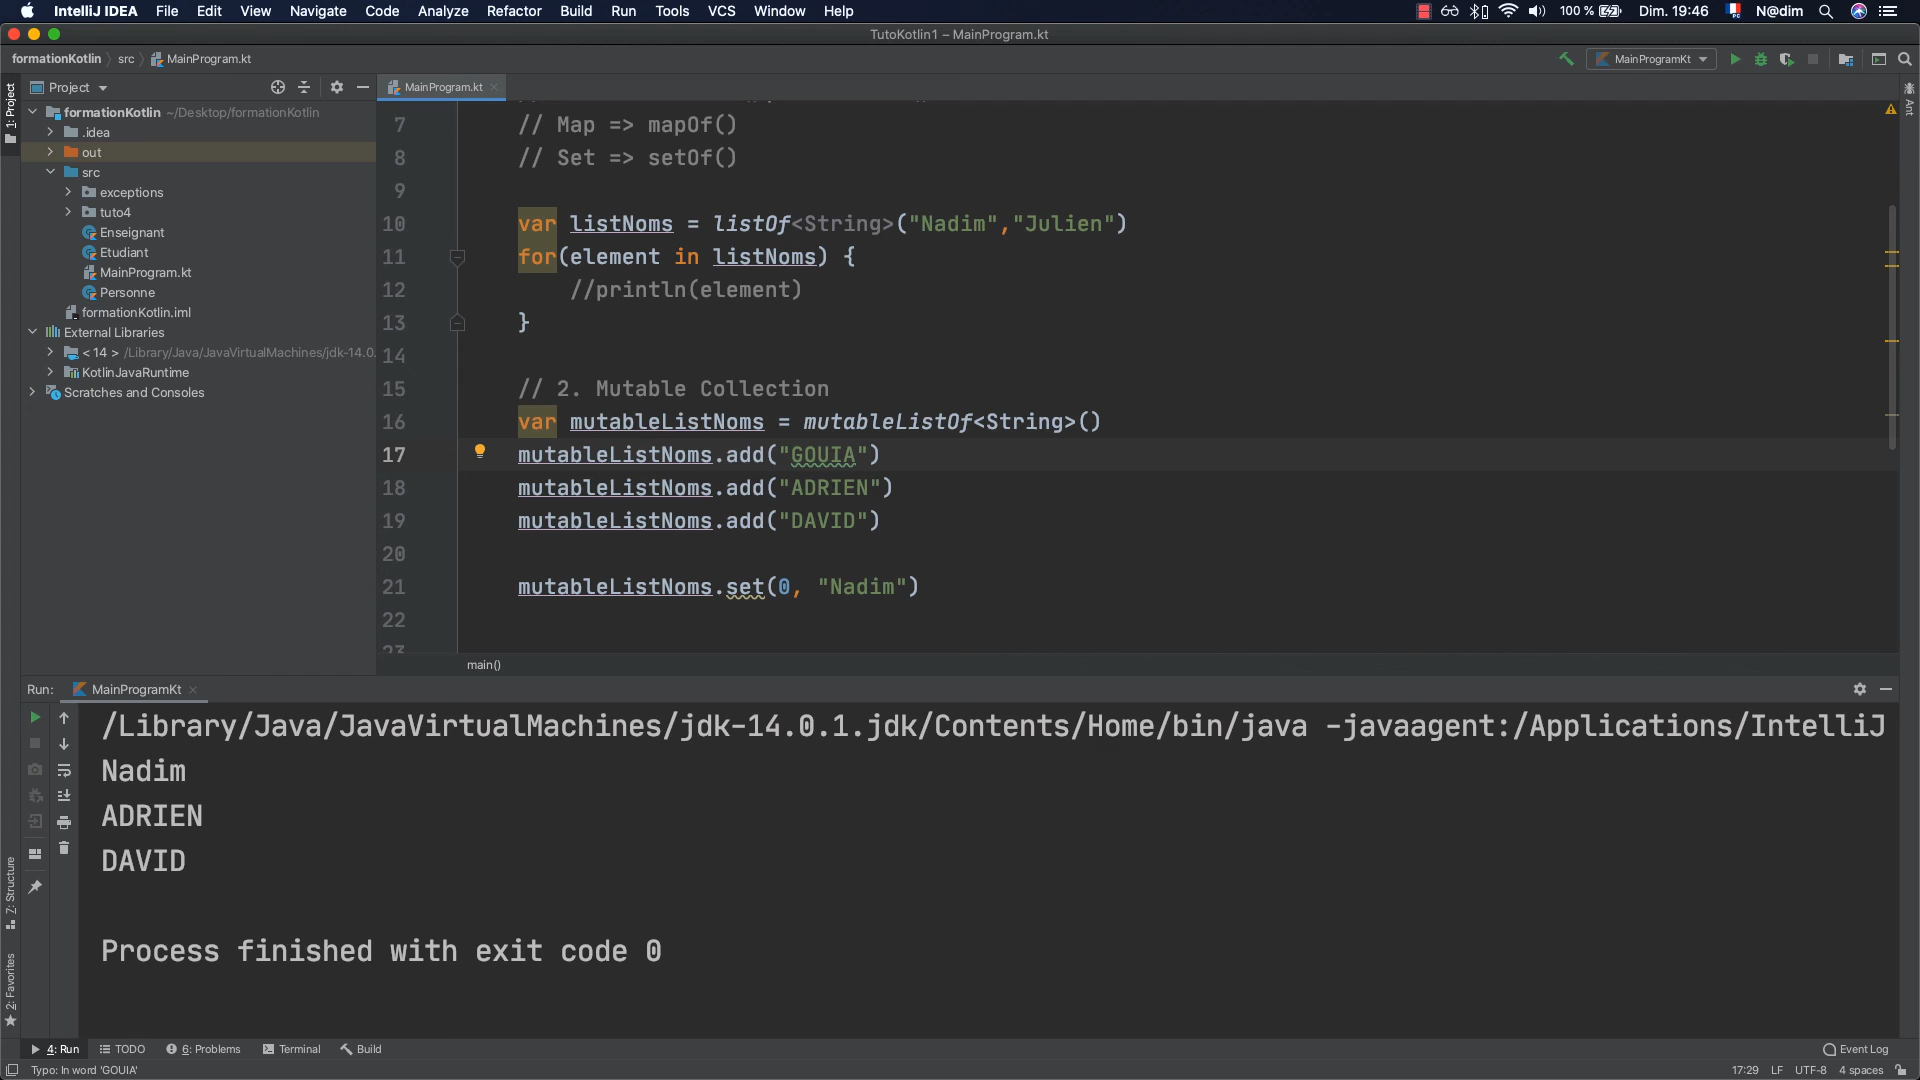 IntelliJ IDEA File Edit View Navigate Code Analyze Refactor Build Run Tools VCS Window Help 100 % Dim. 19:46 N@dim
TutoKotlin1 – MainProgram.kt
formationKotlin src MainProgram.kt MainProgramKt
Project MainProgram.kt
1: Project
Ant
formationKotlin ~/Desktop/formationKotlin
.idea
out
src
exceptions
tuto4
Enseignant
Etudiant
MainProgram.kt
Personne
formationKotlin.iml
External Libraries
< 14 > /Library/Java/JavaVirtualMachines/jdk-14.0.
KotlinJavaRuntime
Scratches and Consoles
7 // Map => mapOf()
8 // Set => setOf()
9
10 var listNoms = listOf<String>("Nadim","Julien")
11 for(element in listNoms) {
12 //println(element)
13 }
14
15 // 2. Mutable Collection
16 var mutableListNoms = mutableListOf<String>()
17 mutableListNoms.add("GOUIA")
18 mutableListNoms.add("ADRIEN")
19 mutableListNoms.add("DAVID")
20
21 mutableListNoms.set(0, "Nadim")
22
23
main()
Run: MainProgramKt
/Library/Java/JavaVirtualMachines/jdk-14.0.1.jdk/Contents/Home/bin/java -javaagent:/Applications/IntelliJ
Nadim
ADRIEN
DAVID
Process finished with exit code 0
7: Structure
2: Favorites
4: Run TODO 6: Problems Terminal Build Event Log
Typo: In word 'GOUIA' 17:29 LF UTF-8 4 spaces